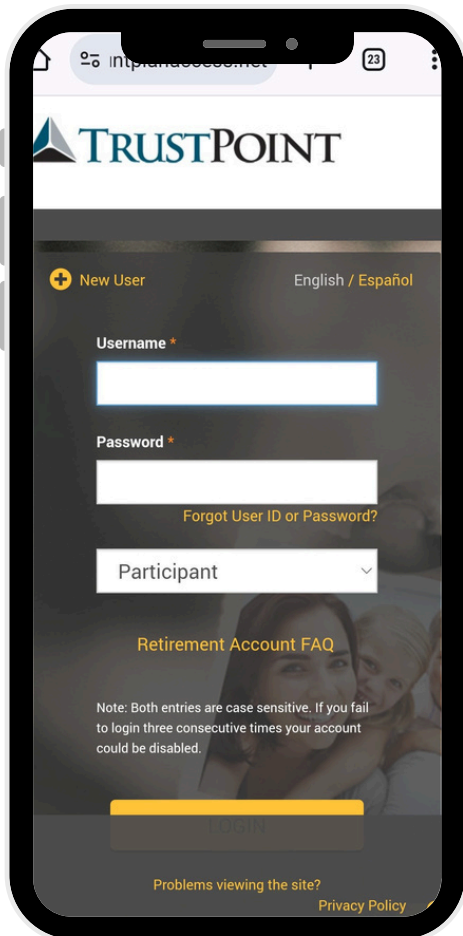 23
TRUSTPOINT
New User
English / Español
Username *
Password *
Forgot User ID or Password?
Participant
Retirement Account FAQ
Note: Both entries are case sensitive. If you fail
to login three consecutive times your account
could be disabled.
LOGIN
Problems viewing the site?
Privacy Policy